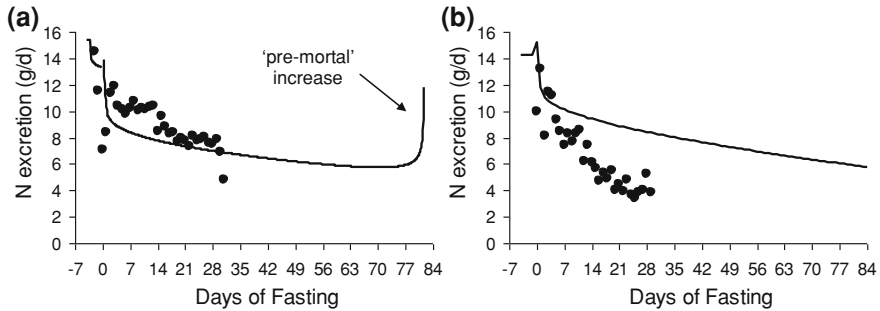 (a)
N excretion (g/d)
16
14
12
10
8
6
4
2
0
-7 0 7 14 21 28 35 42 49 56 63 70 77 84
Days of Fasting
'pre-mortal'
increase
(b)
N excretion (g/d)
16
14
12
10
8
6
4
2
0
-7 0 7 14 21 28 35 42 49 56 63 70 77 84
Days of Fasting